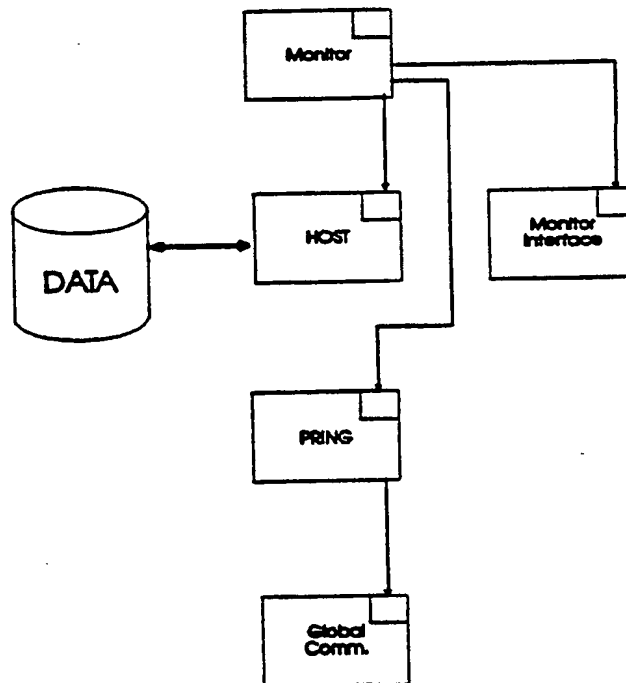 Monitor
HOST
Monitor
Interface
DATA
PRING
Global
Comm.